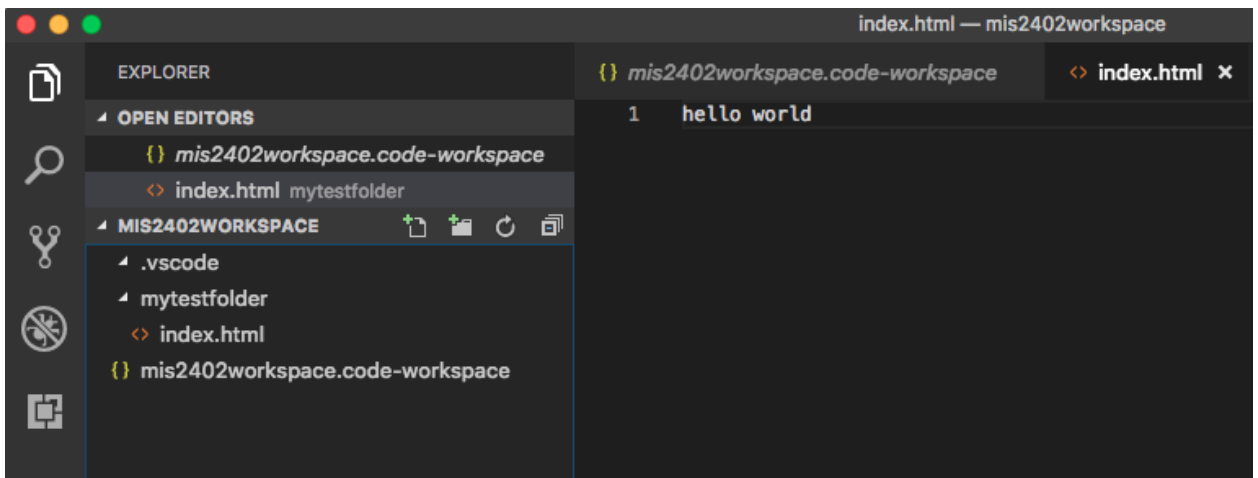 index.html — mis2402workspace
EXPLORER
OPEN EDITORS
{} mis2402workspace.code-workspace
<> index.html mytestfolder
MIS2402WORKSPACE
.vscode
mytestfolder
<> index.html
{} mis2402workspace.code-workspace
{} mis2402workspace.code-workspace <> index.html ×
1 hello world